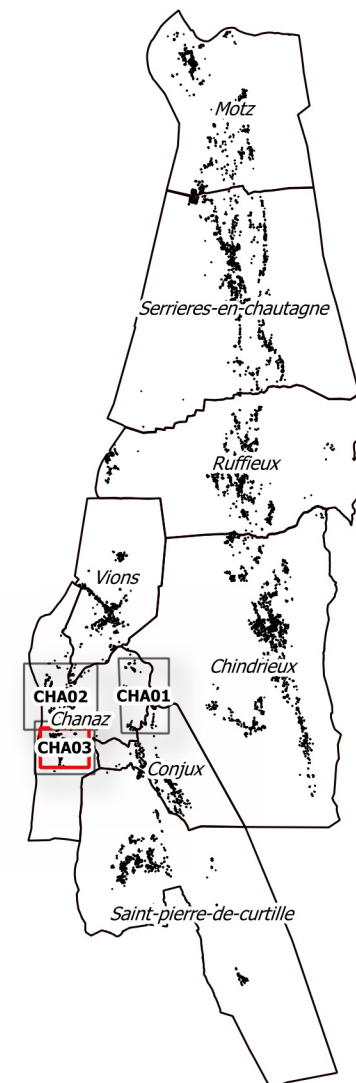 Motz
Serrieres-en-chautagne
Ruffieux
Vions
Chindrieux
CHA02
CHA01
Chanaz
CHA03
Conjux
Saint-pierre-de-curtille